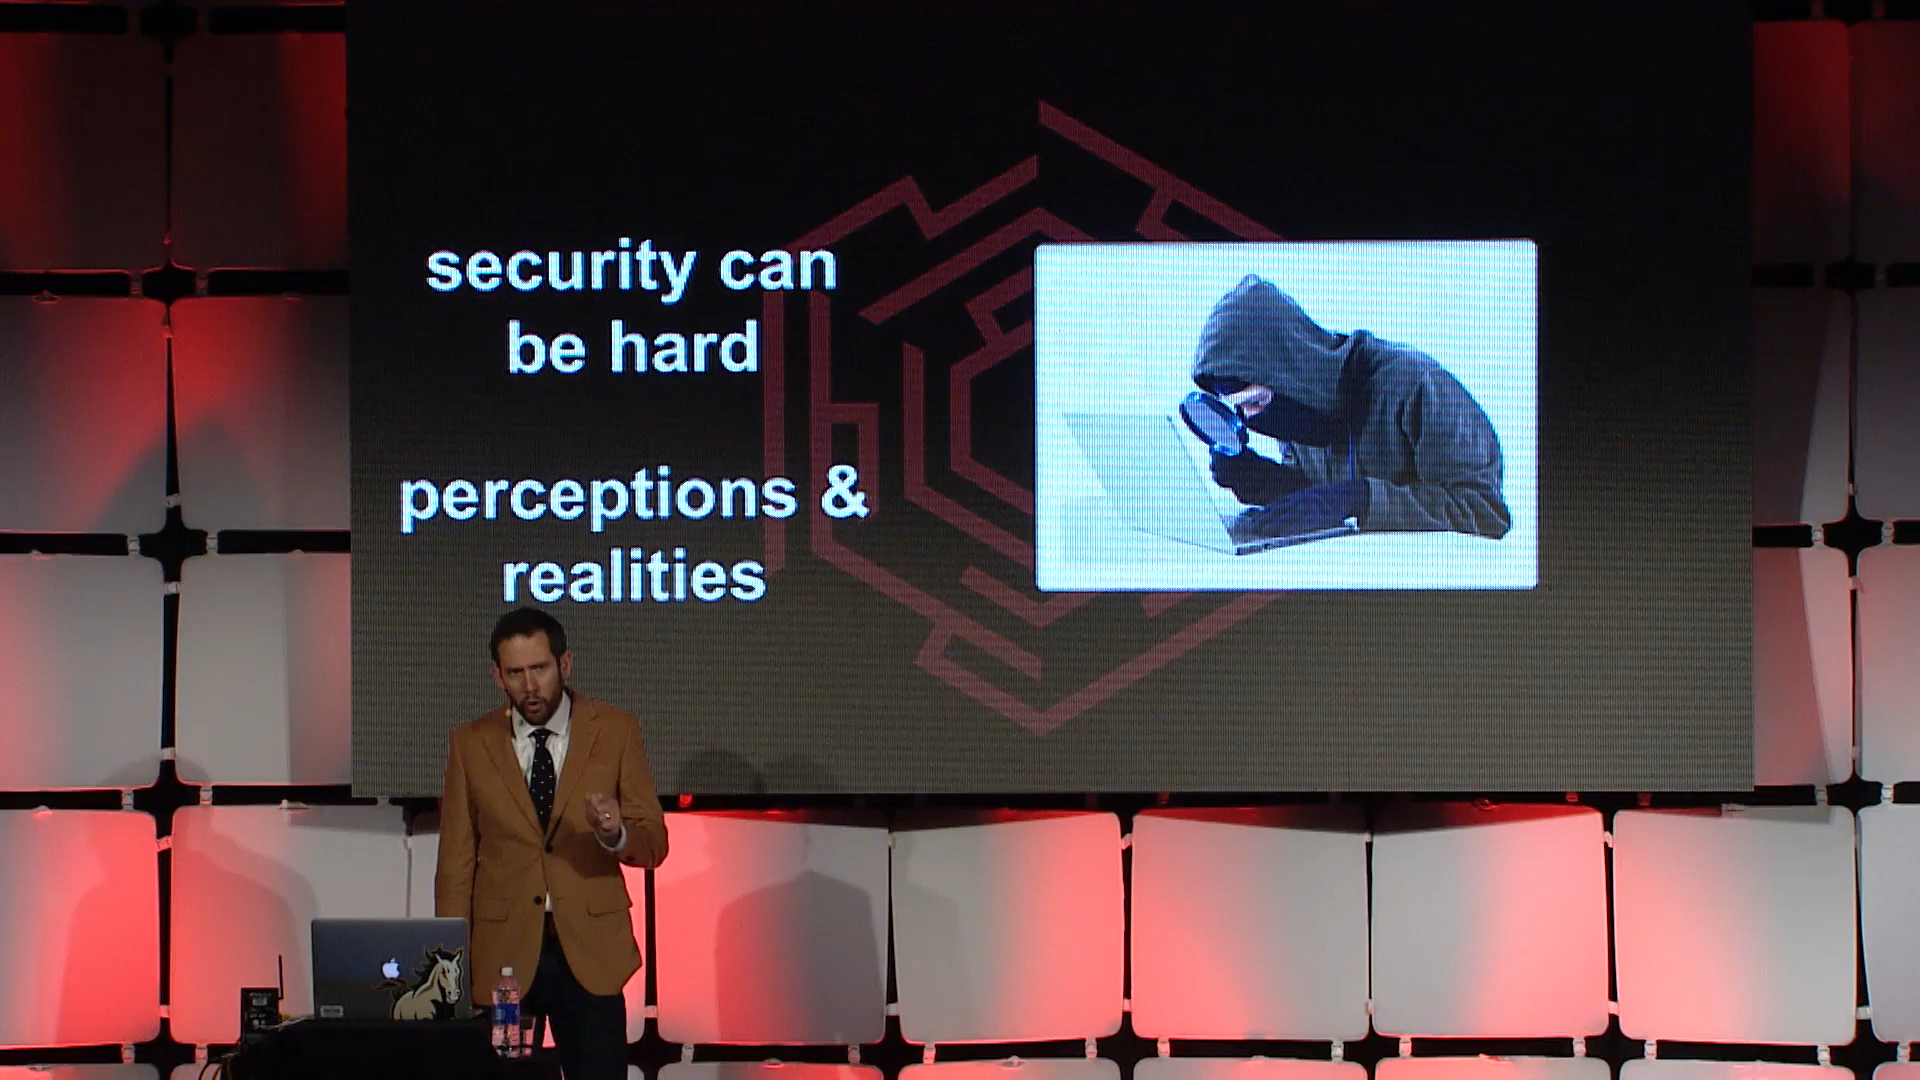 security can
be hard
perceptions &
realities